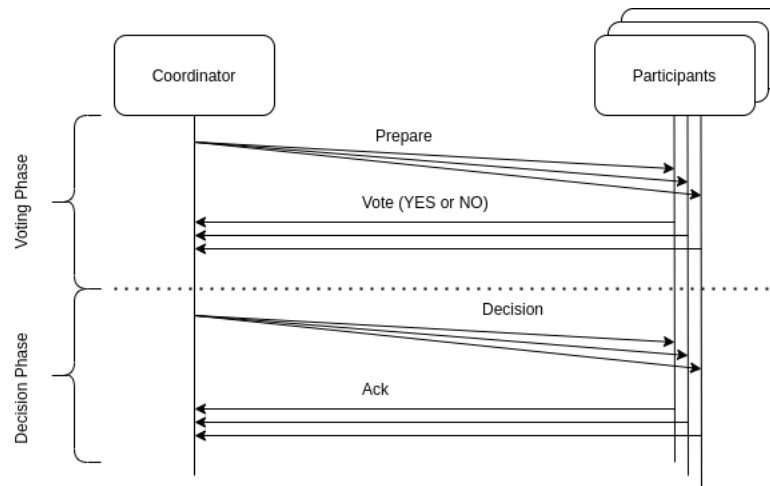 Coordinator
Participants
Prepare
Voting Phase
Vote (YES or NO)
Decision
Decision Phase
Ack